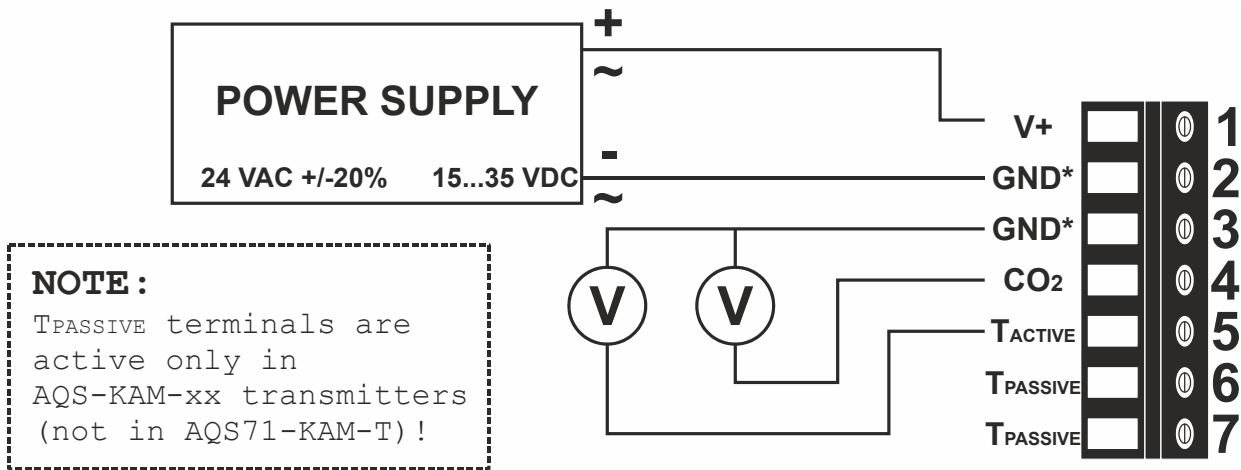 +
~
POWER SUPPLY
24 VAC +/-20% 15...35 VDC
-
~
V+ 1
GND* 2
GND* 3
CO2 4
TACTIVE 5
TPASSIVE 6
TPASSIVE 7
V V
NOTE:
TPASSIVE terminals are
active only in
AQS-KAM-xx transmitters
(not in AQS71-KAM-T)!